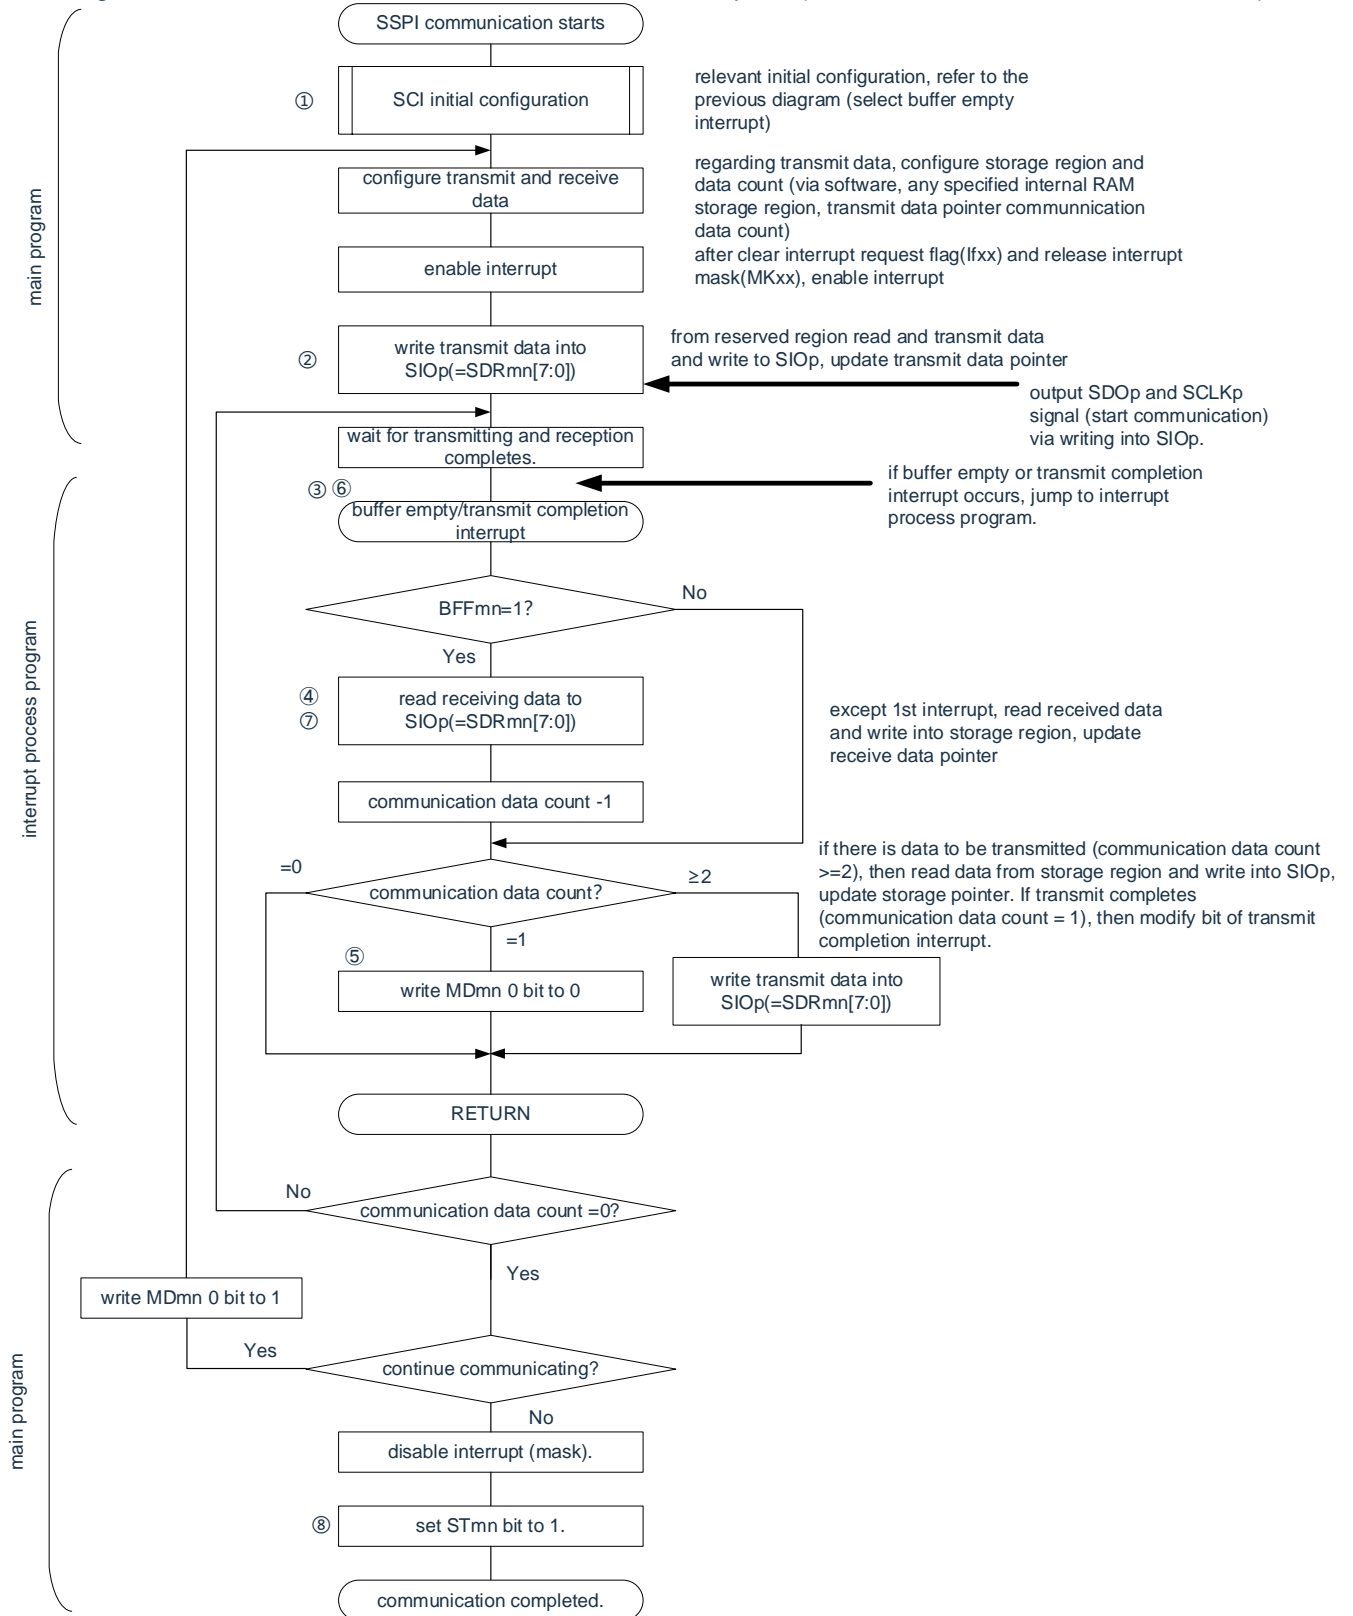 SSPI communication starts
①
SCI initial configuration
relevant initial configuration, refer to the
previous diagram (select buffer empty
interrupt)
main program
configure transmit and receive
data
regarding transmit data, configure storage region and
data count (via software, any specified internal RAM
storage region, transmit data pointer communnication
data count)
enable interrupt
after clear interrupt request flag(Ifxx) and release interrupt
mask(MKxx), enable interrupt
②
write transmit data into
SIOp(=SDRmn[7:0])
from reserved region read and transmit data
and write to SIOp, update transmit data pointer
output SDOp and SCLKp
signal (start communication)
via writing into SIOp.
wait for transmitting and reception
completes.
if buffer empty or transmit completion
interrupt occurs, jump to interrupt
process program.
③ ⑥
buffer empty/transmit completion
interrupt
interrupt process program
BFFmn=1?
No
Yes
④
⑦
read receiving data to
SIOp(=SDRmn[7:0])
except 1st interrupt, read received data
and write into storage region, update
receive data pointer
communication data count -1
=0
communication data count?
≥2
=1
if there is data to be transmitted (communication data count
>=2), then read data from storage region and write into SIOp,
update storage pointer. If transmit completes
(communication data count = 1), then modify bit of transmit
completion interrupt.
⑤
write MDmn 0 bit to 0
write transmit data into
SIOp(=SDRmn[7:0])
RETURN
main program
No
communication data count =0?
Yes
write MDmn 0 bit to 1
Yes
continue communicating?
No
disable interrupt (mask).
⑧
set STmn bit to 1.
communication completed.